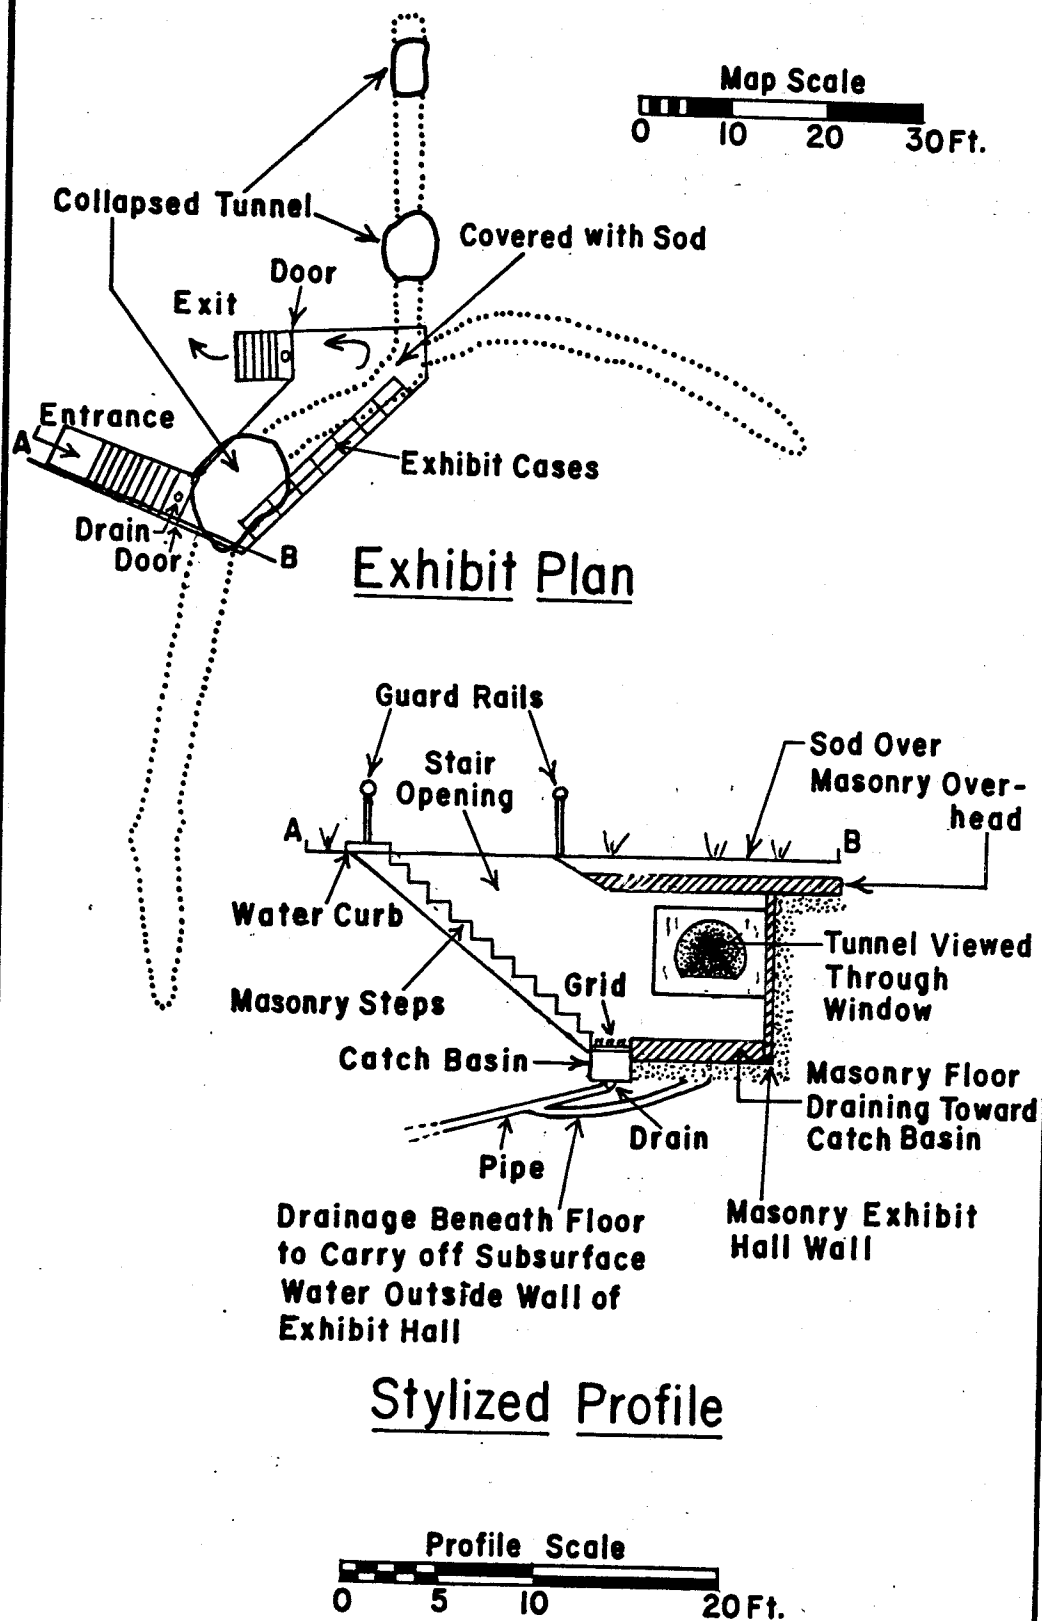 Map Scale
0 10 20 30 Ft.
Collapsed Tunnel
Covered with Sod
Door
Exit
Entrance
A
Exhibit Cases
Drain
Door
B
Exhibit Plan
Guard Rails
Stair
Opening
Sod Over
Masonry Over-
head
A
B
Water Curb
Tunnel Viewed
Through
Window
Masonry Steps
Grid
Catch Basin
Masonry Floor
Draining Toward
Catch Basin
Drain
Pipe
Drainage Beneath Floor
to Carry off Subsurface
Water Outside Wall of
Exhibit Hall
Masonry Exhibit
Hall Wall
Stylized Profile
Profile Scale
0 5 10 20 Ft.